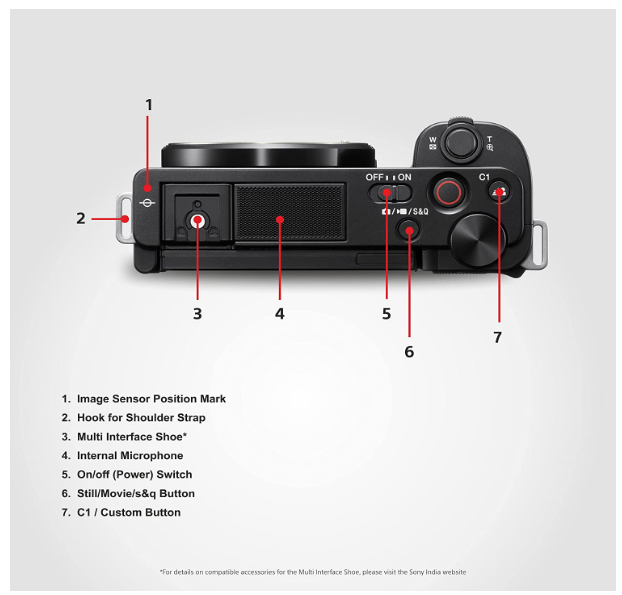 1
W
T
OFF ON
C1
/ /S&Q
2
3
4
5
6
7
1. Image Sensor Position Mark
2. Hook for Shoulder Strap
3. Multi Interface Shoe*
4. Internal Microphone
5. On/off (Power) Switch
6. Still/Movie/s&q Button
7. C1 / Custom Button
*For details on compatible accessories for the Multi Interface Shoe, please visit the Sony India website